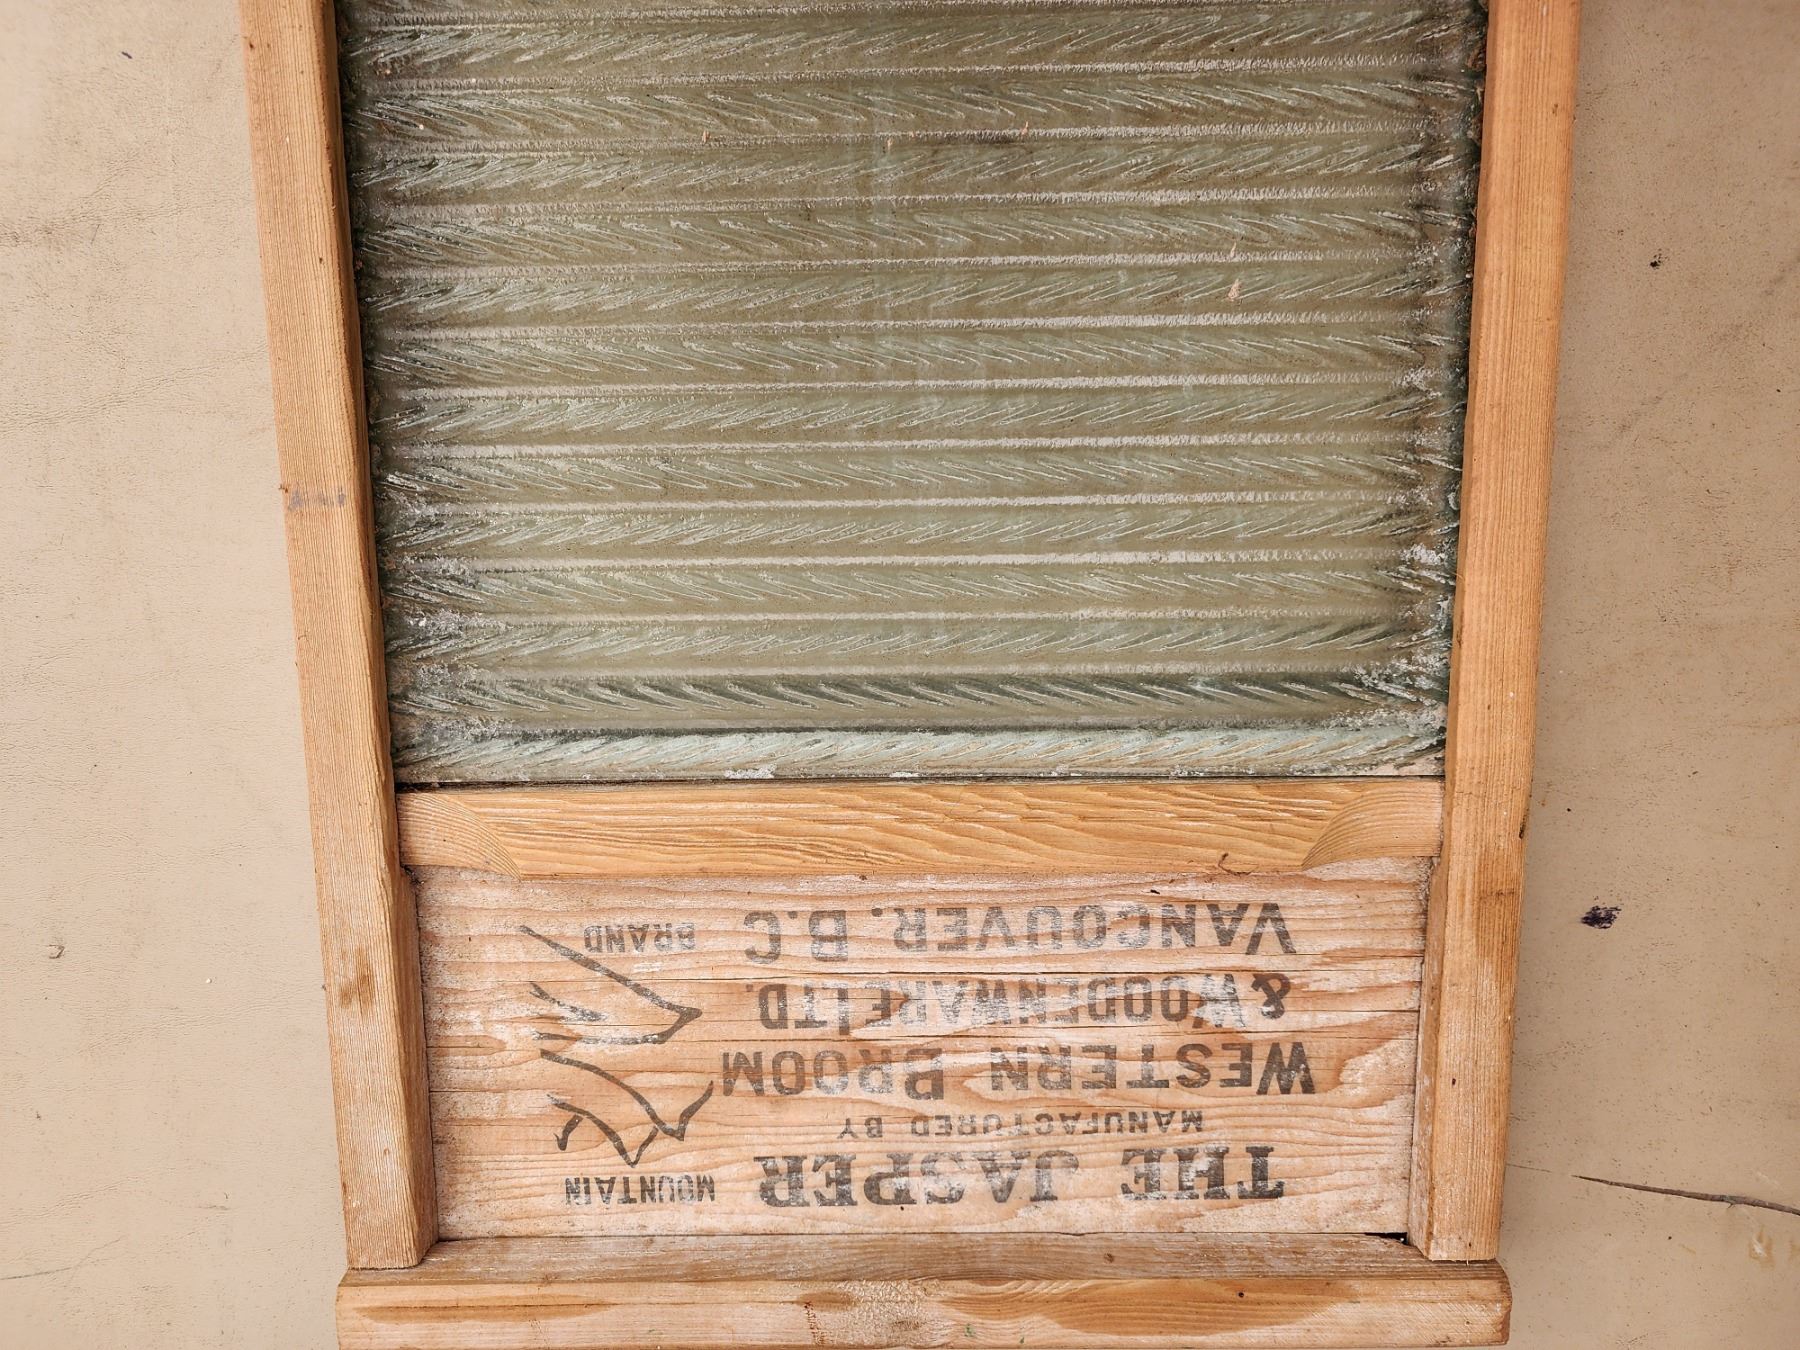 THE JASPER
MANUFACTURED BY
WESTERN BROOM
& WOODENWARE LTD.
VANCOUVER. B.C
MOUNTAIN
BRAND